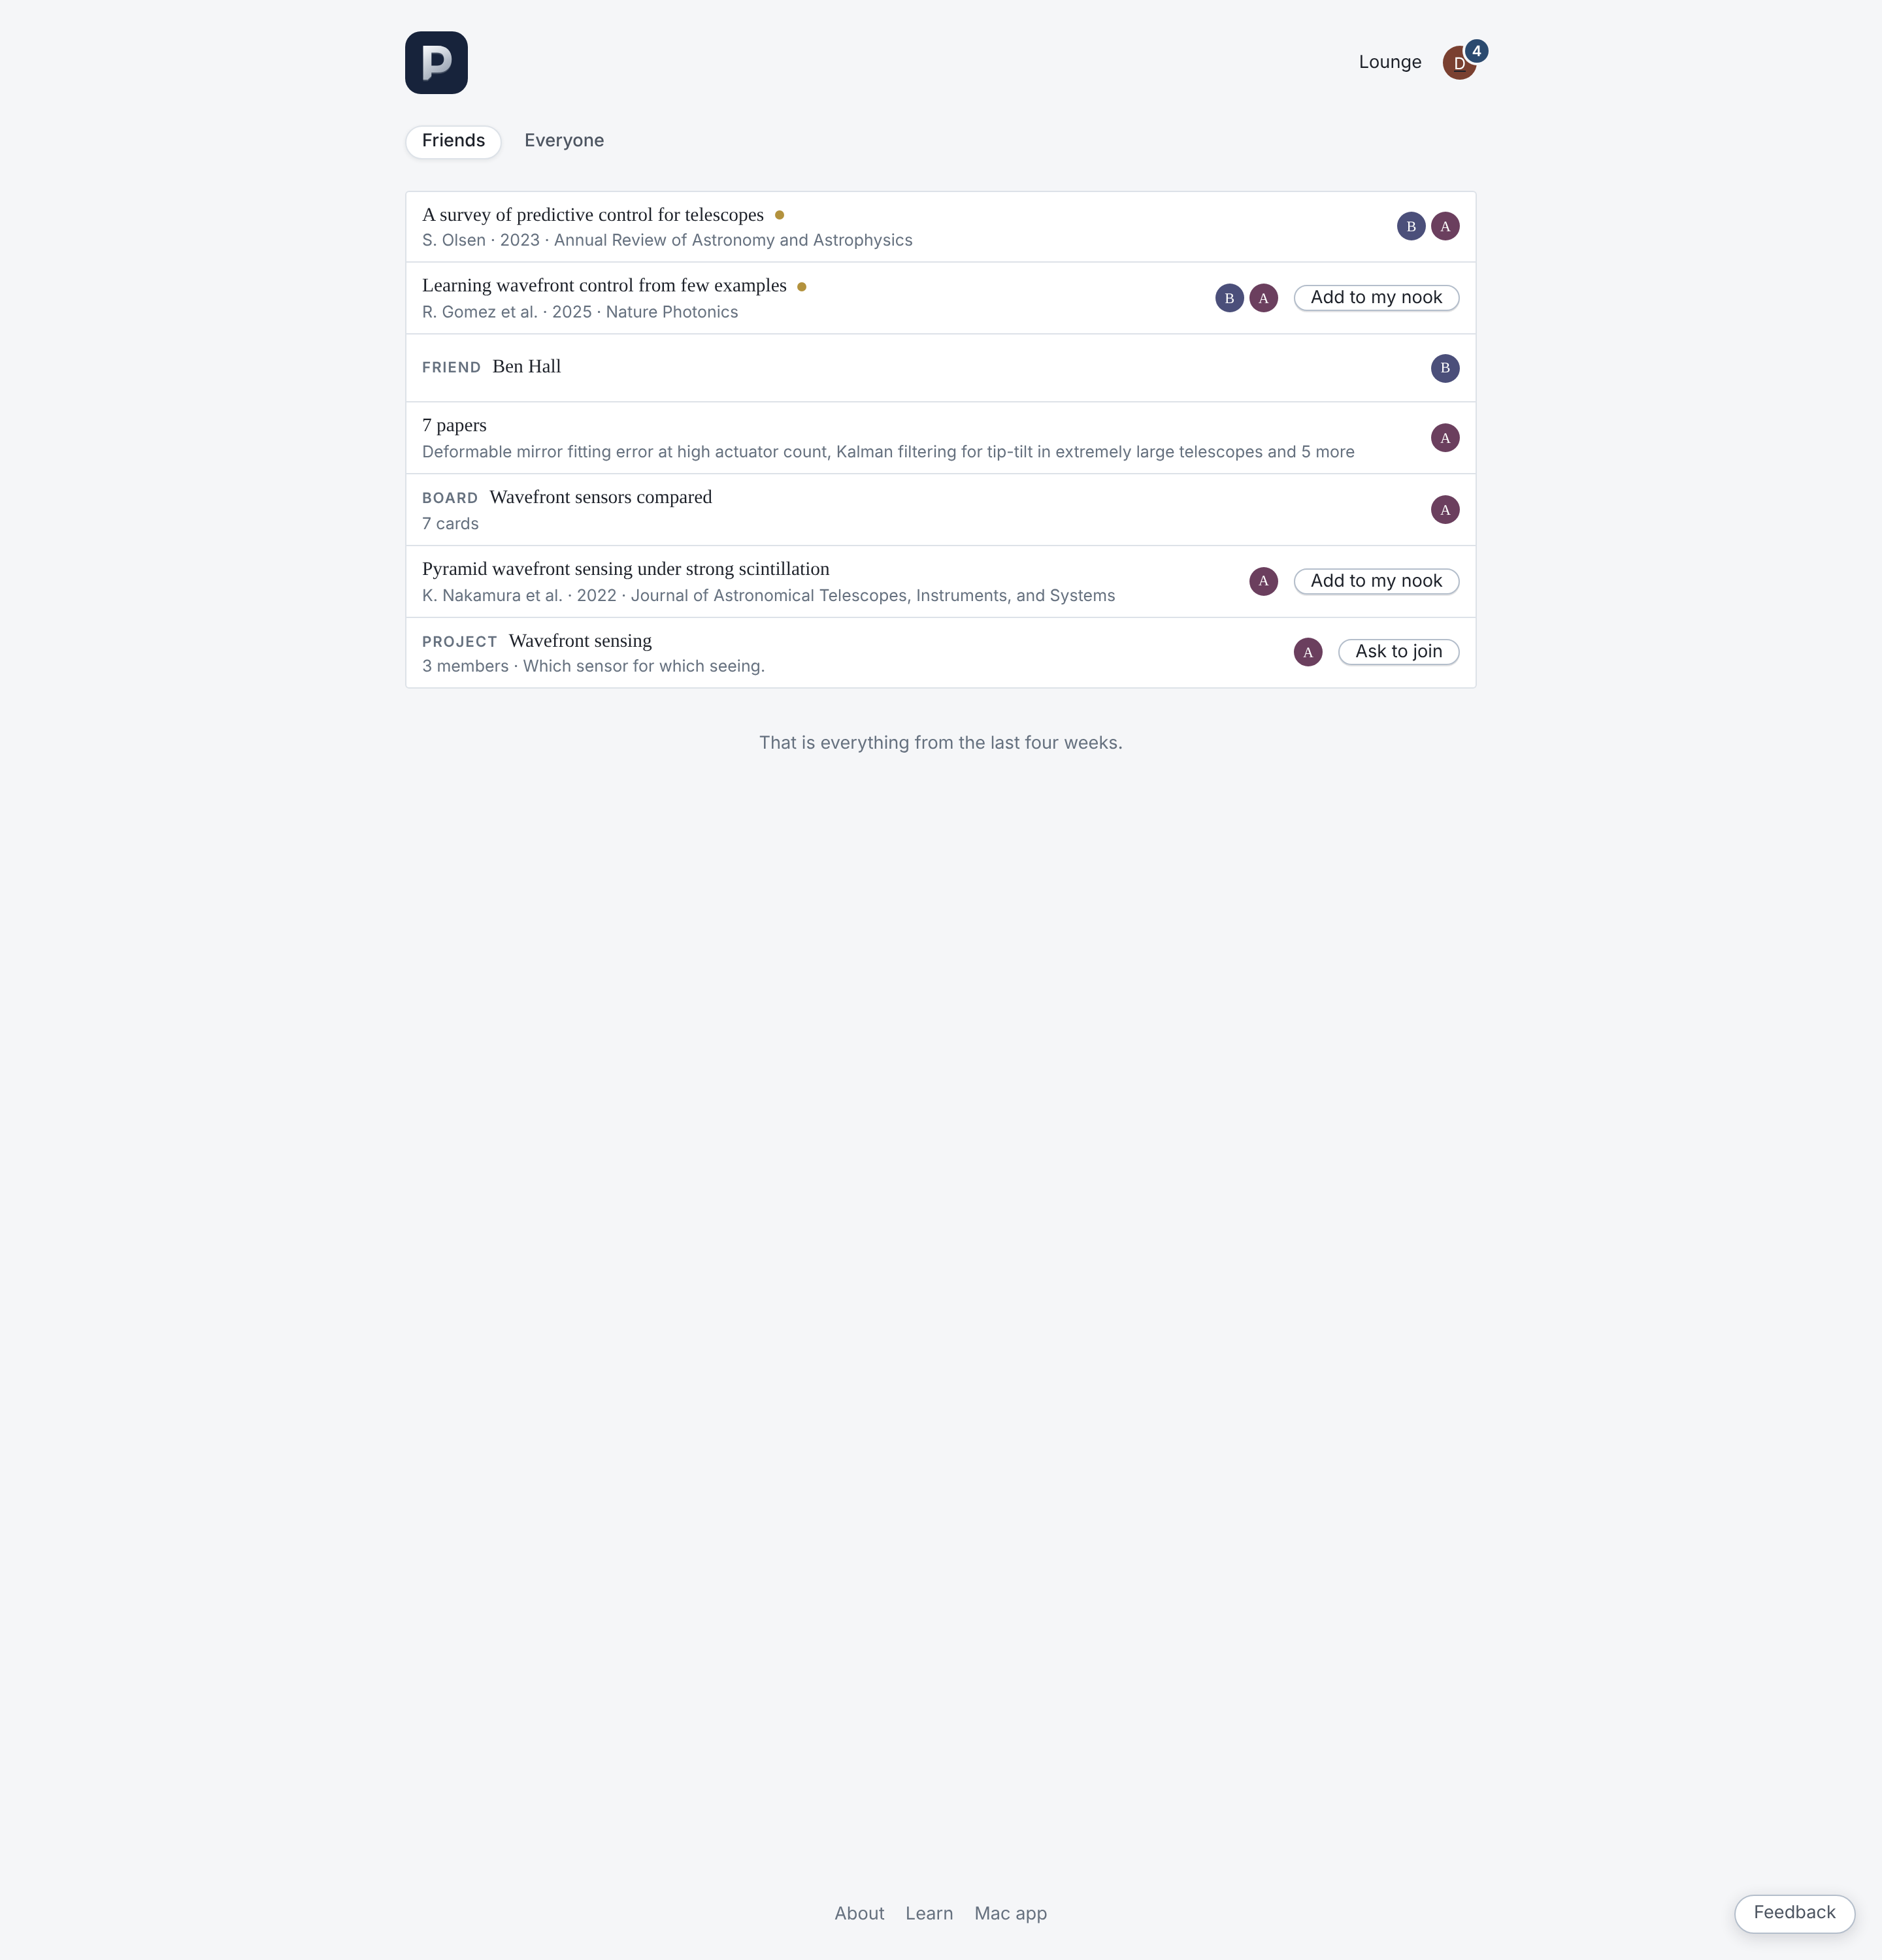 P
Lounge
D
4
Friends
Everyone
A survey of predictive control for telescopes
S. Olsen · 2023 · Annual Review of Astronomy and Astrophysics
B A
Learning wavefront control from few examples
R. Gomez et al. · 2025 · Nature Photonics
B A Add to my nook
FRIEND Ben Hall
B
7 papers
Deformable mirror fitting error at high actuator count, Kalman filtering for tip-tilt in extremely large telescopes and 5 more
A
BOARD Wavefront sensors compared
7 cards
A
Pyramid wavefront sensing under strong scintillation
K. Nakamura et al. · 2022 · Journal of Astronomical Telescopes, Instruments, and Systems
A Add to my nook
PROJECT Wavefront sensing
3 members · Which sensor for which seeing.
A Ask to join
That is everything from the last four weeks.
About Learn Mac app
Feedback